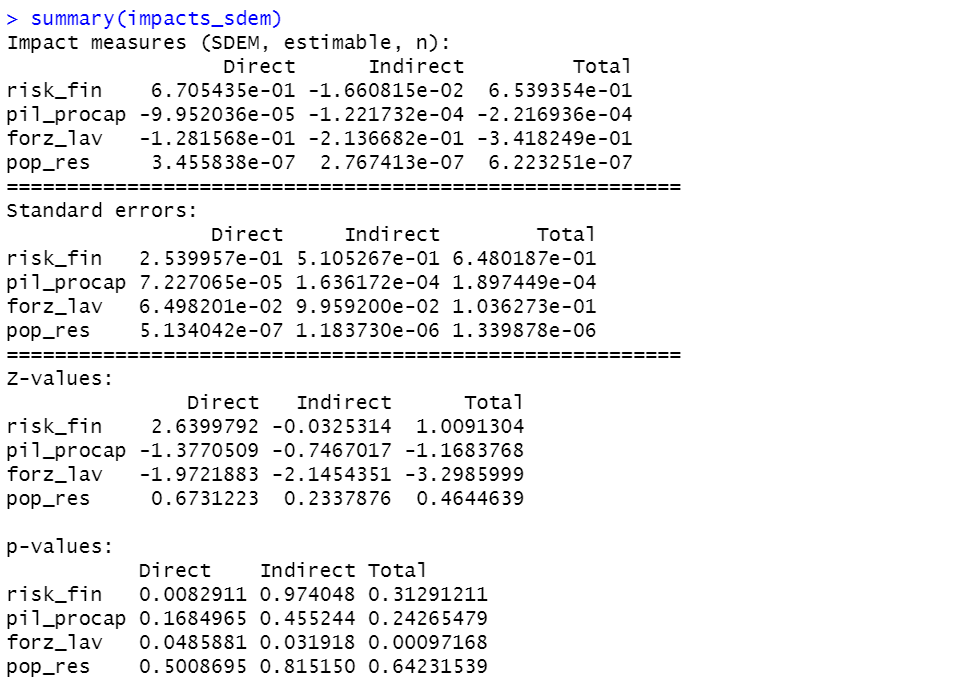 > summary(impacts_sdem)
Impact measures (SDEM, estimable, n):
Direct Indirect Total
risk_fin 6.705435e-01 -1.660815e-02 6.539354e-01
pil_procap -9.952036e-05 -1.221732e-04 -2.216936e-04
forz_lav -1.281568e-01 -2.136682e-01 -3.418249e-01
pop_res 3.455838e-07 2.767413e-07 6.223251e-07
========================================================
Standard errors:
Direct Indirect Total
risk_fin 2.539957e-01 5.105267e-01 6.480187e-01
pil_procap 7.227065e-05 1.636172e-04 1.897449e-04
forz_lav 6.498201e-02 9.959200e-02 1.036273e-01
pop_res 5.134042e-07 1.183730e-06 1.339878e-06
========================================================
Z-values:
Direct Indirect Total
risk_fin 2.6399792 -0.0325314 1.0091304
pil_procap -1.3770509 -0.7467017 -1.1683768
forz_lav -1.9721883 -2.1454351 -3.2985999
pop_res 0.6731223 0.2337876 0.4644639
p-values:
Direct Indirect Total
risk_fin 0.0082911 0.974048 0.31291211
pil_procap 0.1684965 0.455244 0.24265479
forz_lav 0.0485881 0.031918 0.00097168
pop_res 0.5008695 0.815150 0.64231539